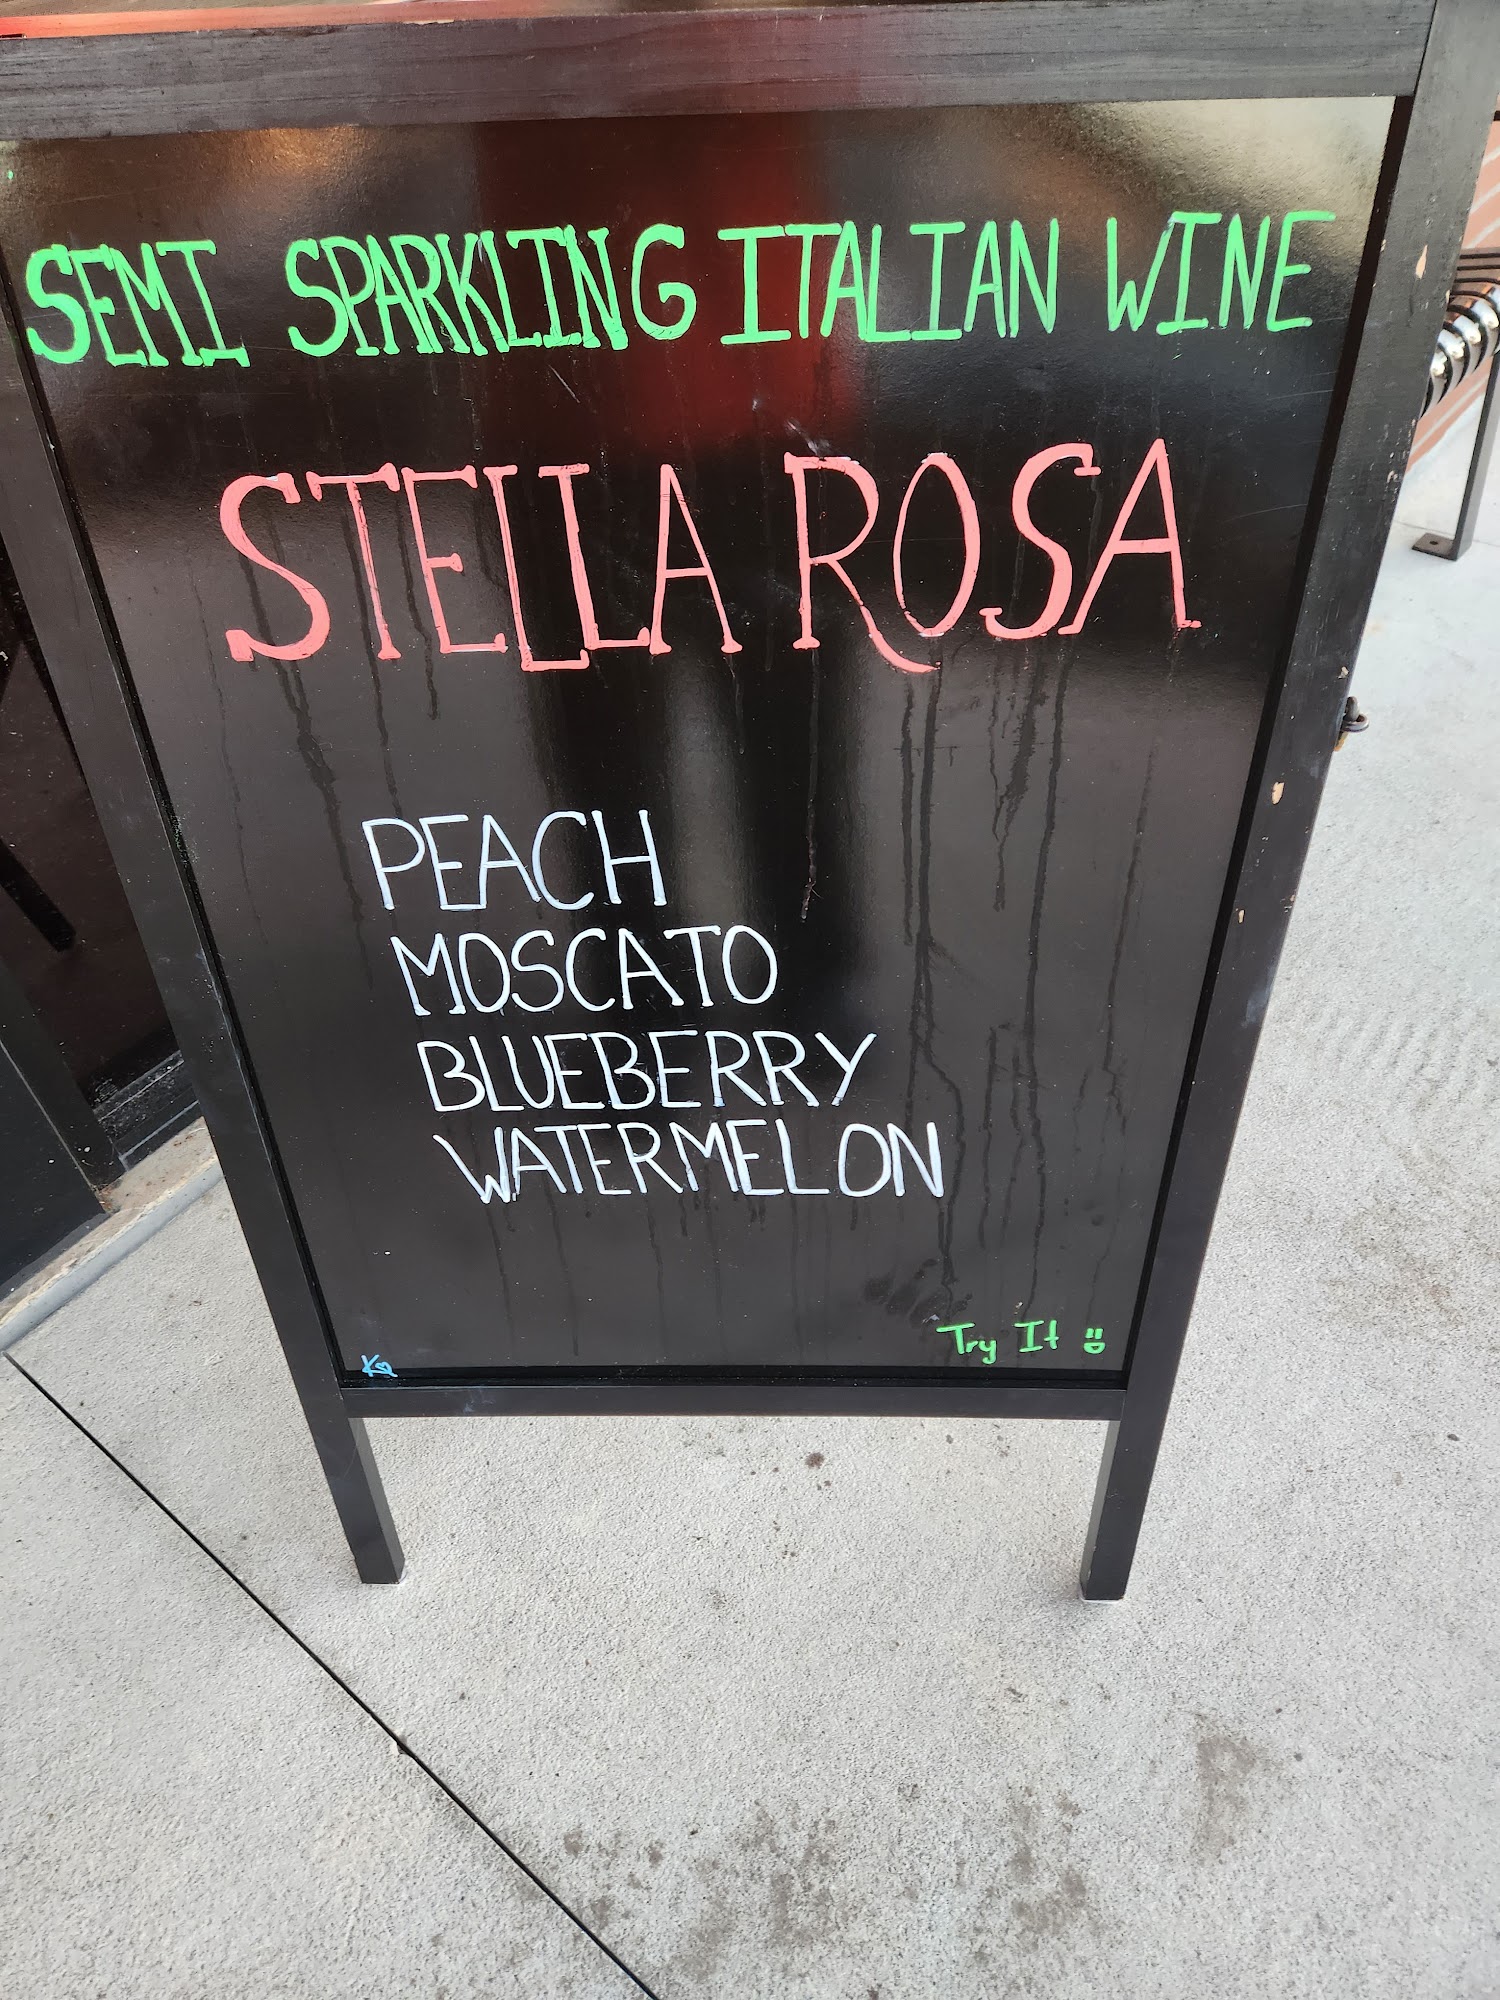 SEMI SPARKLING ITALIAN WINE
STELLA ROSA
PEACH
MOSCATO
BLUEBERRY
WATERMELON
Try It